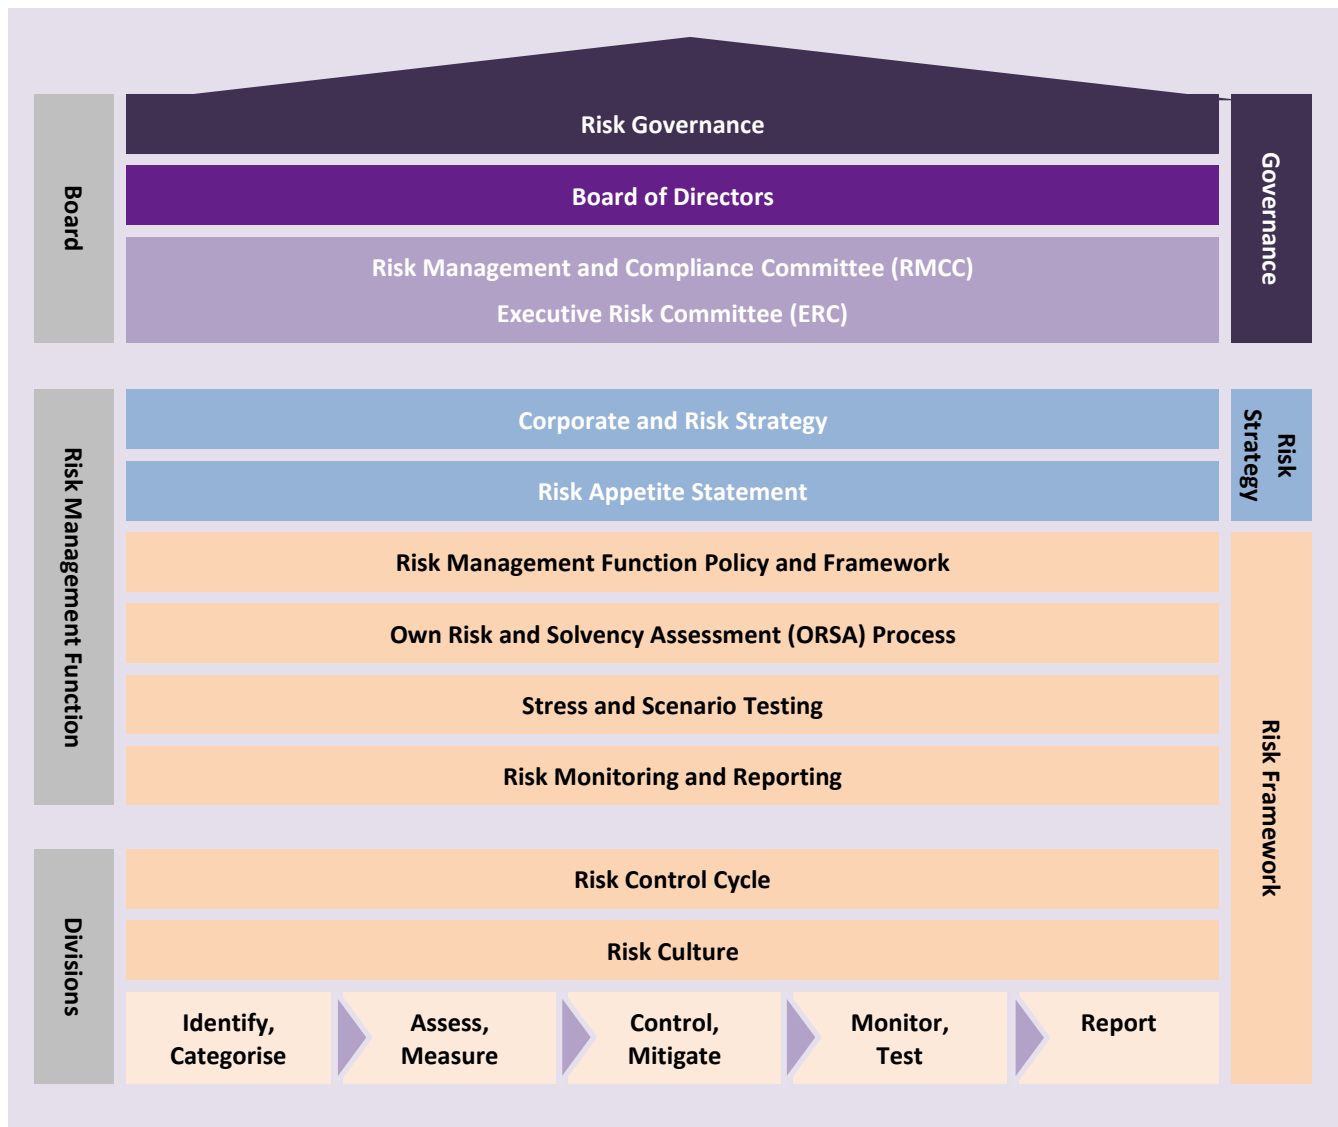 Risk Governance
Board
Board of Directors
Governance
Risk Management and Compliance Committee (RMCC)
Executive Risk Committee (ERC)
Risk Management Function
Corporate and Risk Strategy
Risk
Strategy
Risk Appetite Statement
Risk Management Function Policy and Framework
Own Risk and Solvency Assessment (ORSA) Process
Stress and Scenario Testing
Risk Monitoring and Reporting
Risk Framework
Divisions
Risk Control Cycle
Risk Culture
Identify,
Categorise
Assess,
Measure
Control,
Mitigate
Monitor,
Test
Report